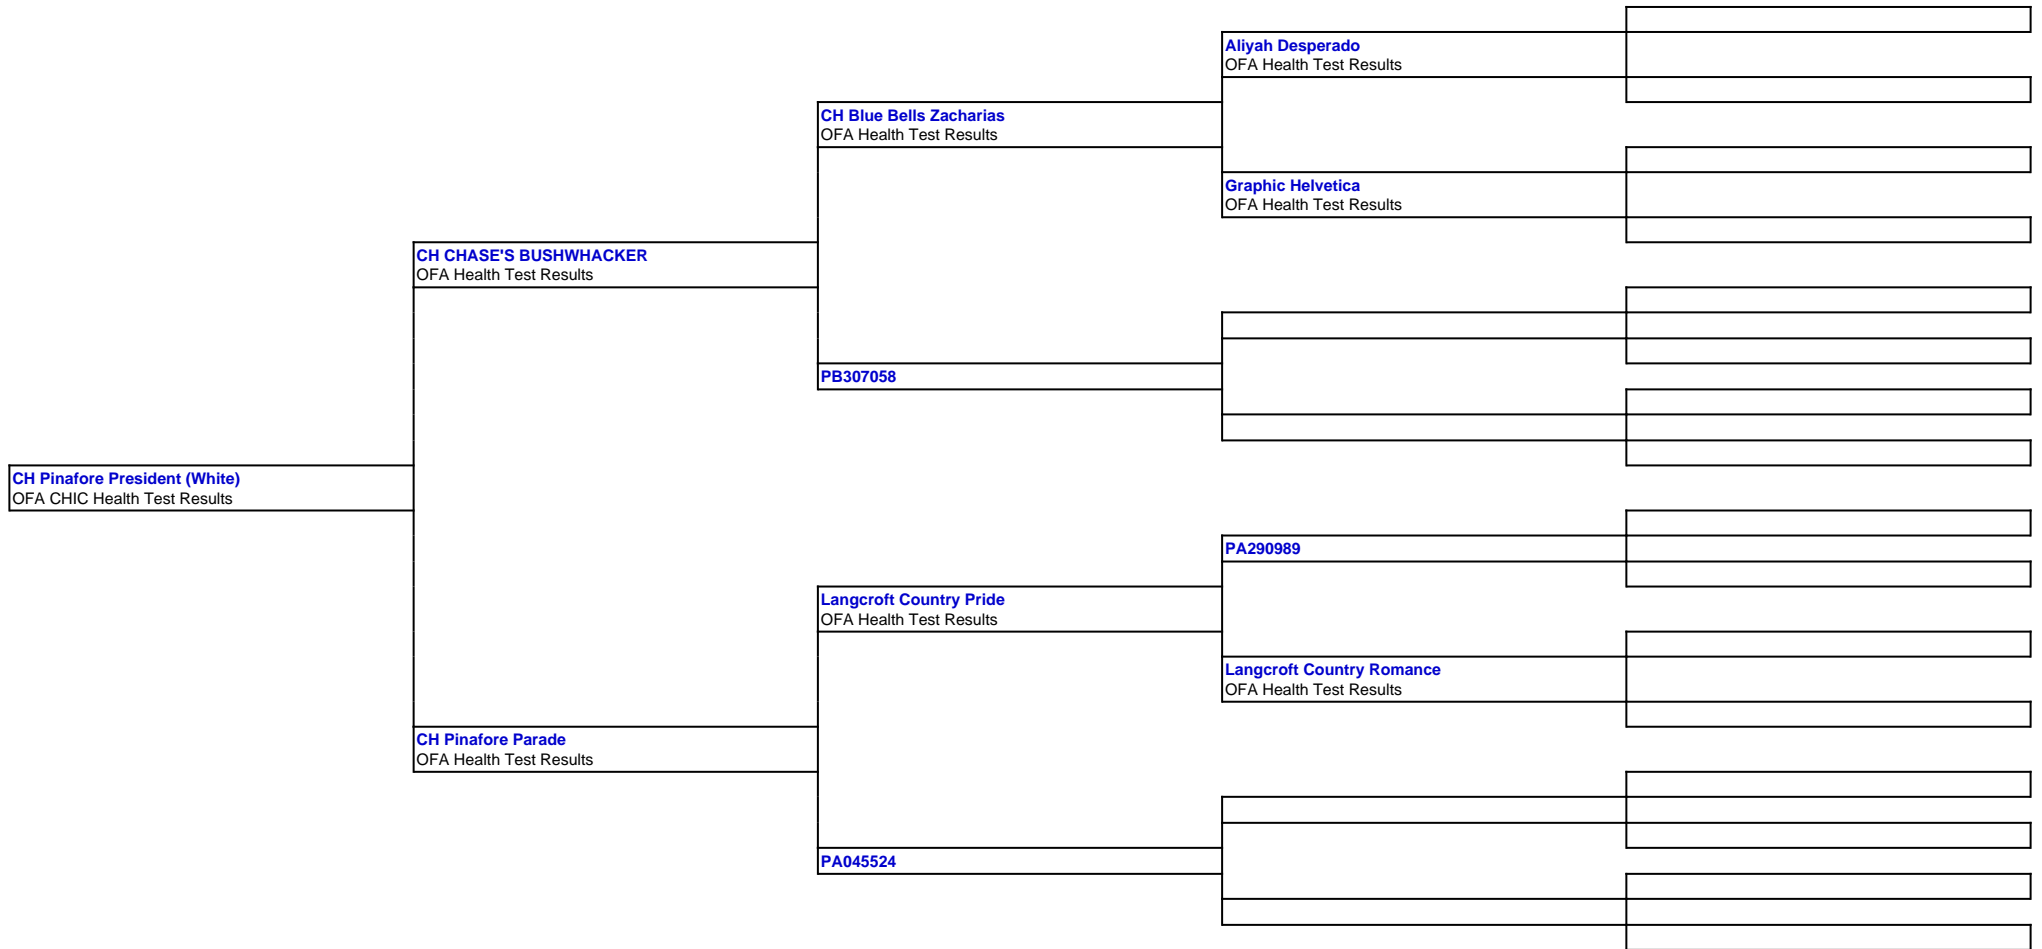 Aliyah Desperado
OFA Health Test Results
CH Blue Bells Zacharias
OFA Health Test Results
Graphic Helvetica
OFA Health Test Results
CH CHASE'S BUSHWHACKER
OFA Health Test Results
PB307058
CH Pinafore President (White)
OFA CHIC Health Test Results
PA290989
Langcroft Country Pride
OFA Health Test Results
Langcroft Country Romance
OFA Health Test Results
CH Pinafore Parade
OFA Health Test Results
PA045524